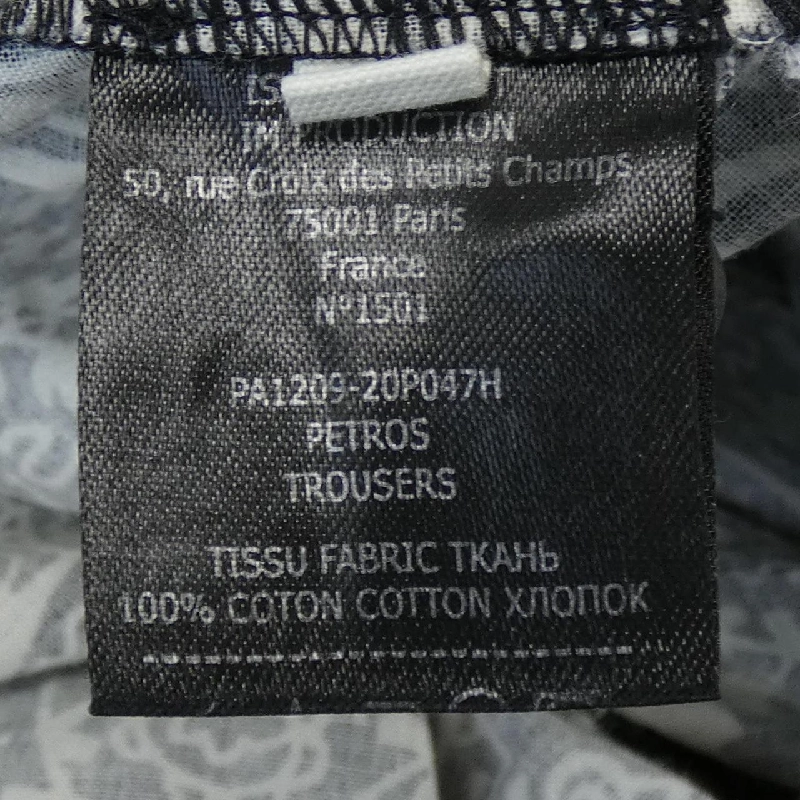 IM PRODUCTION
50, rue Croix des Petits Champs
75001 Paris
France
N°1501
PA1209-20P047H
PETROS
TROUSERS
TISSU FABRIC ТКАНЬ
100% COTON COTTON ХЛОПОК